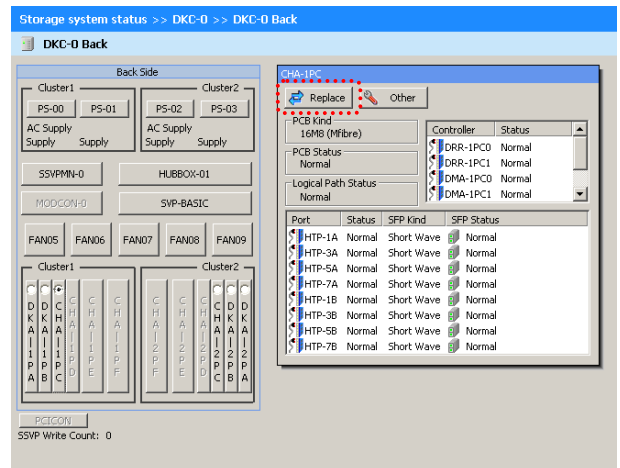 Storage system status >> DKC-0 >> DKC-0 Back
DKC-0 Back
Back Side
Cluster1
Cluster2
PS-00
PS-01
PS-02
PS-03
AC Supply
AC Supply
Supply
Supply
Supply
Supply
SSVPMN-0
HUBBOX-01
MODCON-0
SVP-BASIC
FAN05
FAN06
FAN07
FAN08
FAN09
Cluster1
Cluster2
DKA-1PA
DKA-1PB
CHA-1PC
CHA-1PD
CHA-1PE
CHA-1PF
CHA-2PF
CHA-2PE
CHA-2PD
CHA-2PC
DKA-2PB
DKA-2PA
PCICON
SSVP Write Count: 0
CHA-1PC
Replace
Other
PCB Kind
16M8 (Mfibre)
PCB Status
Normal
Logical Path Status
Normal
Controller Status
DRR-1PC0 Normal
DRR-1PC1 Normal
DMA-1PC0 Normal
DMA-1PC1 Normal
Port Status SFP Kind SFP Status
HTP-1A Normal Short Wave Normal
HTP-3A Normal Short Wave Normal
HTP-5A Normal Short Wave Normal
HTP-7A Normal Short Wave Normal
HTP-1B Normal Short Wave Normal
HTP-3B Normal Short Wave Normal
HTP-5B Normal Short Wave Normal
HTP-7B Normal Short Wave Normal